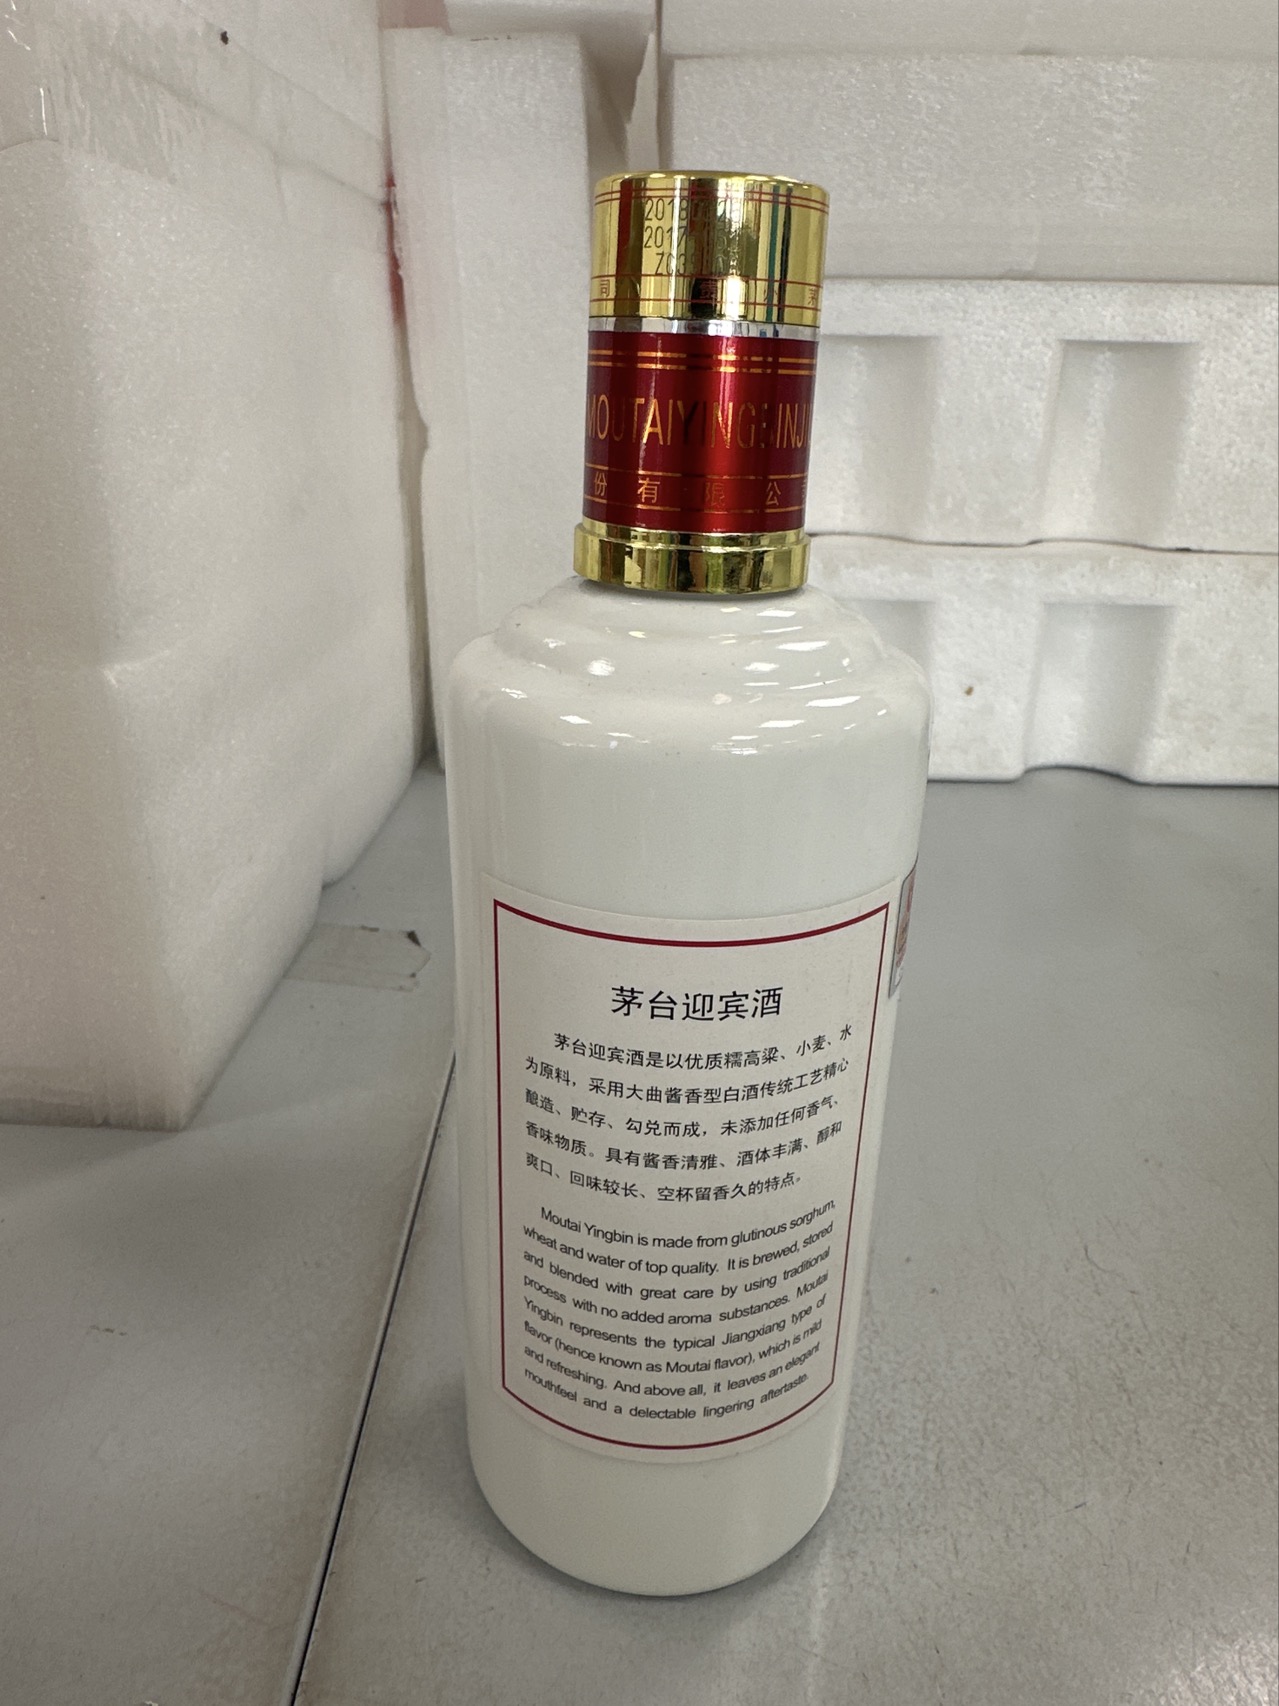 MOUTAIYINGBINJI
份有限公
茅台迎宾酒
茅台迎宾酒是以优质糯高粱、小麦、水
为原料，采用大曲酱香型白酒传统工艺精心
酿造、贮存、勾兑而成，未添加任何香气、
香味物质。具有酱香清雅、酒体丰满、醇和
爽口、回味较长、空杯留香久的特点。
Moutai Yingbin is made from glutinous sorghum,
wheat and water of top quality. It is brewed, stored
and blended with great care by using traditional
process with no added aroma substances. Moutai
Yingbin represents the typical Jiangxiang type of
flavor (hence known as Moutai flavor), which is mild
and refreshing. And above all, it leaves an elegant
mouthfeel and a delectable lingering aftertaste.